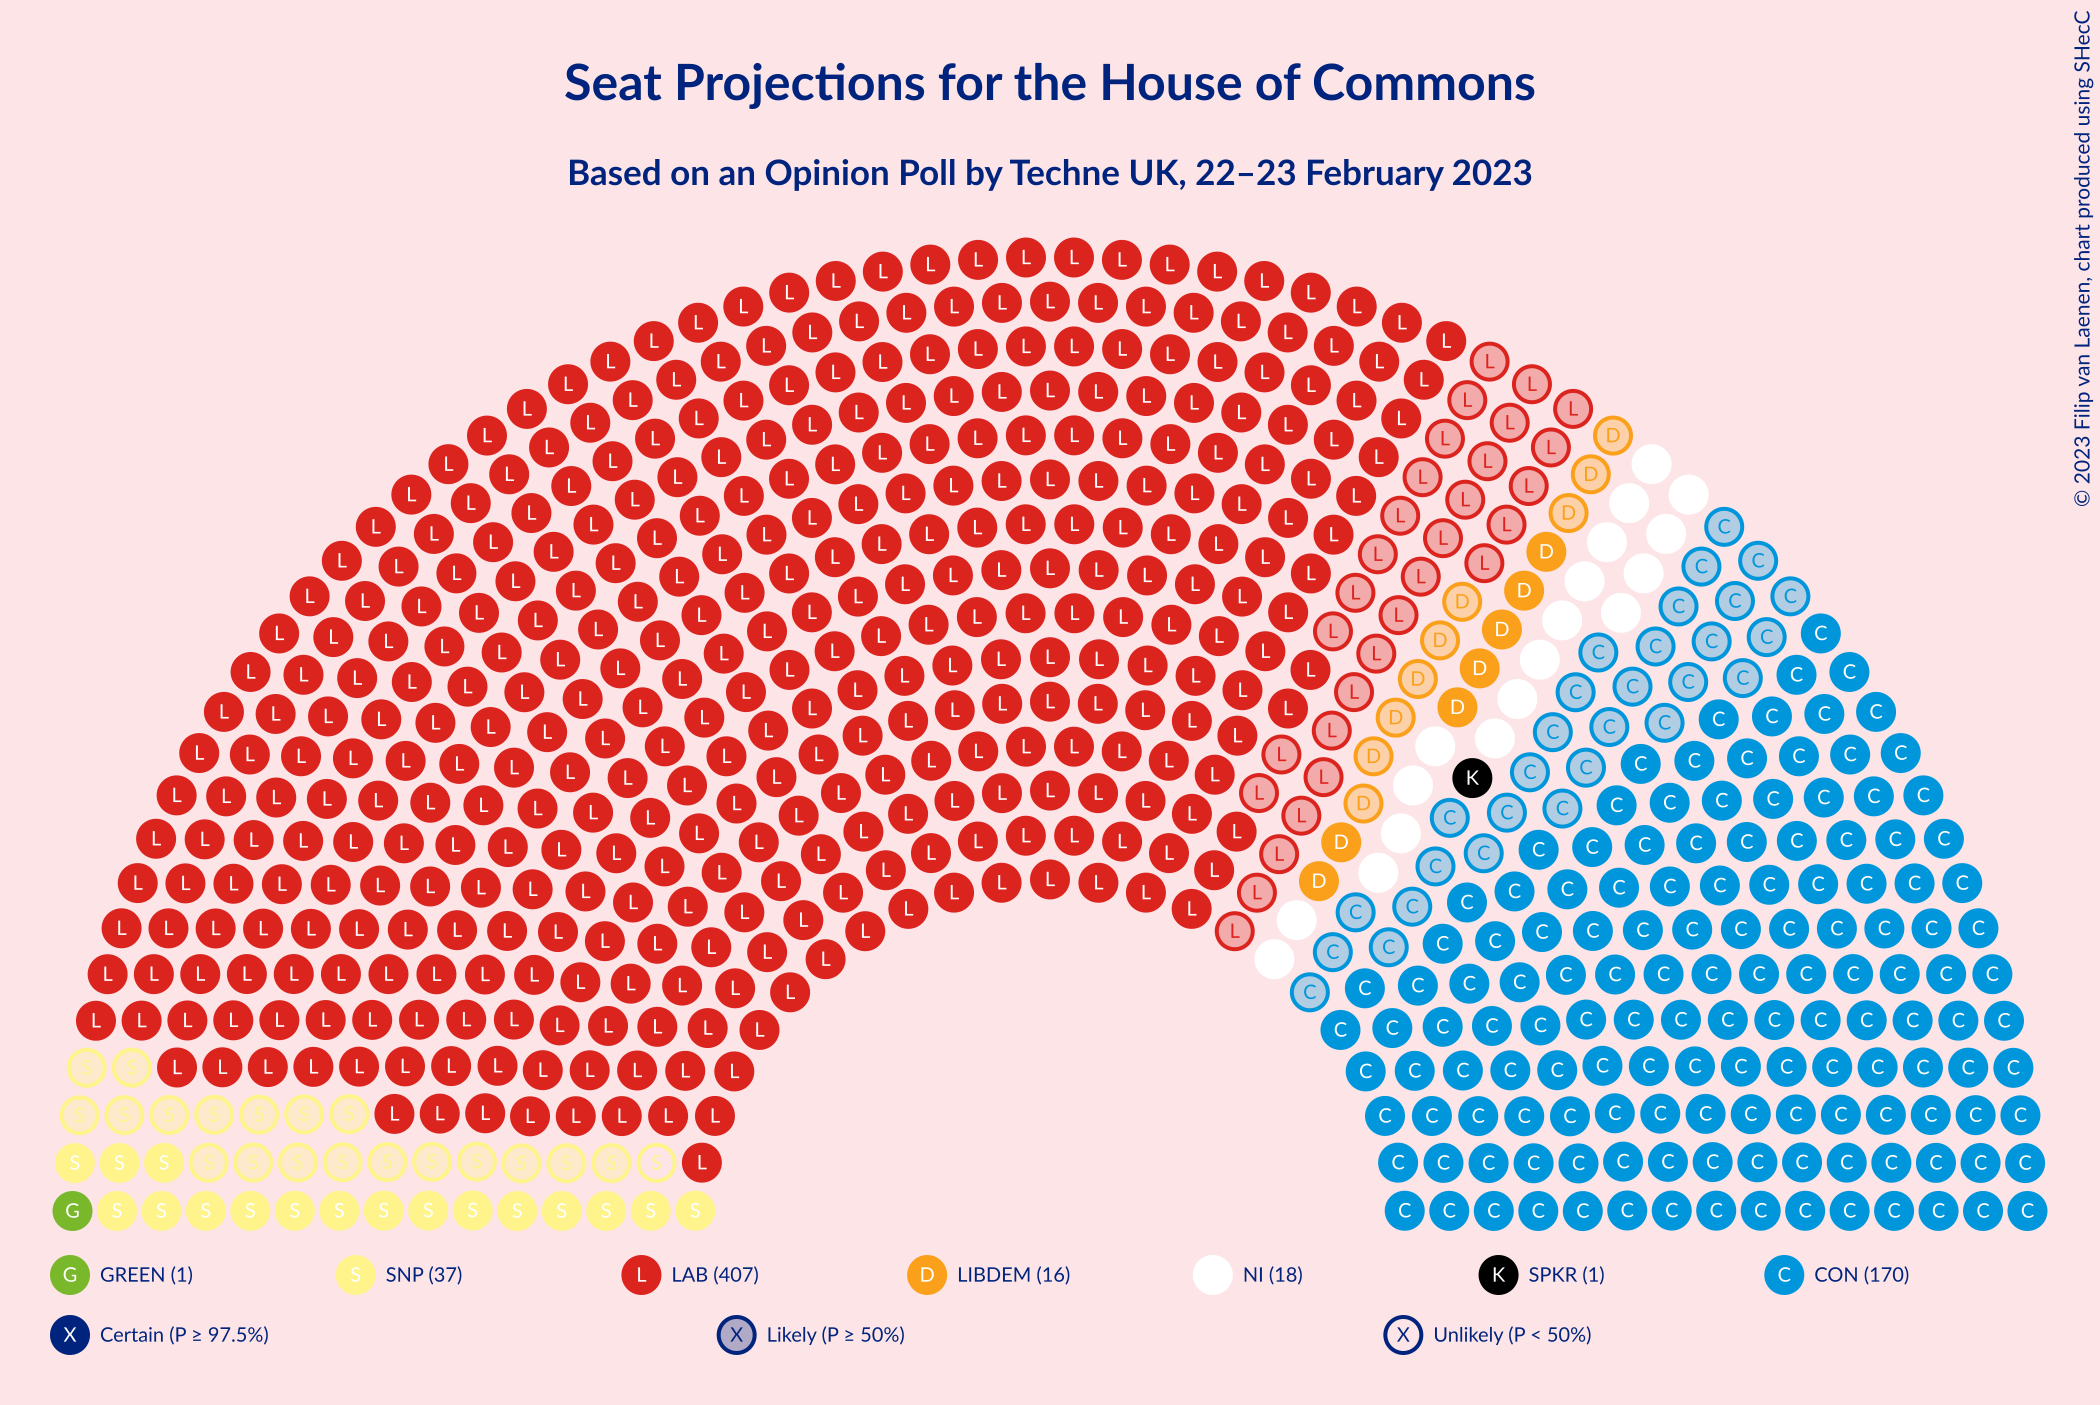 Seat Projections for the House of Commons
Based on an Opinion Poll by Techne UK, 22–23 February 2023
© 2023 Filip van Laenen, chart produced using SHecC
G GREEN (1) S SNP (37) L LAB (407) D LIBDEM (16) NI (18) K SPKR (1) C CON (170)
X Certain (P ≥ 97.5%) X Likely (P ≥ 50%) X Unlikely (P < 50%)